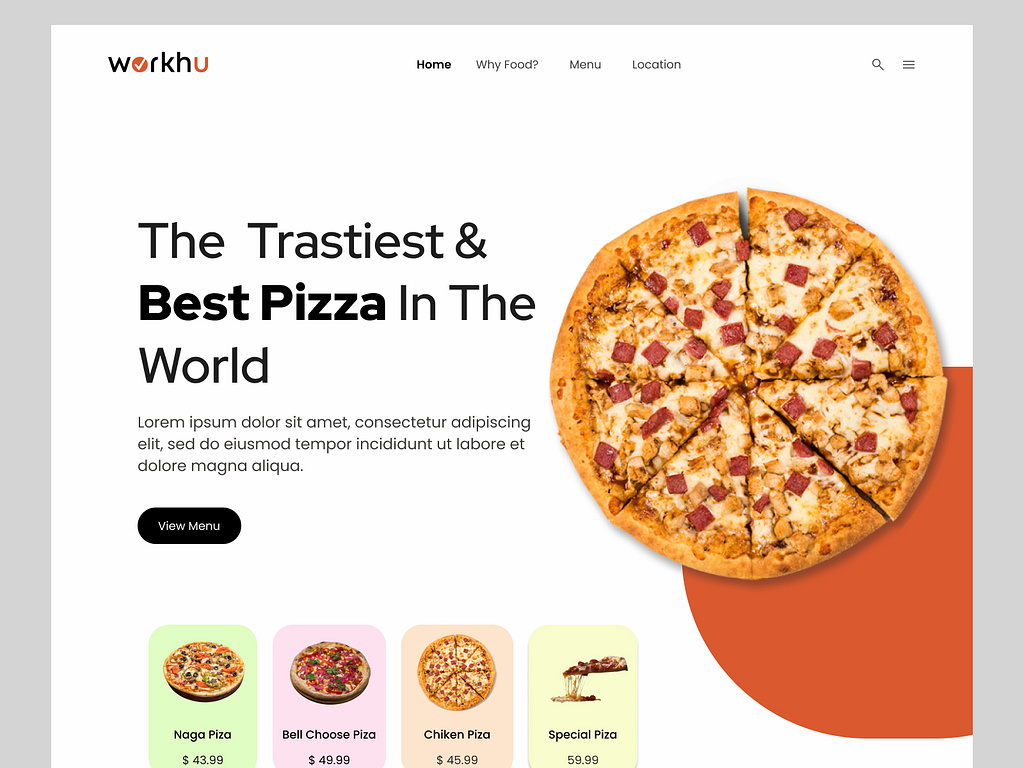 workhu
Home Why Food? Menu Location
The Trastiest &
Best Pizza In The
World
Lorem ipsum dolor sit amet, consectetur adipiscing
elit, sed do eiusmod tempor incididunt ut labore et
dolore magna aliqua.
View Menu
Naga Piza Bell Choose Piza Chiken Piza Special Piza
$ 43.99 $ 49.99 $ 45.99 59.99